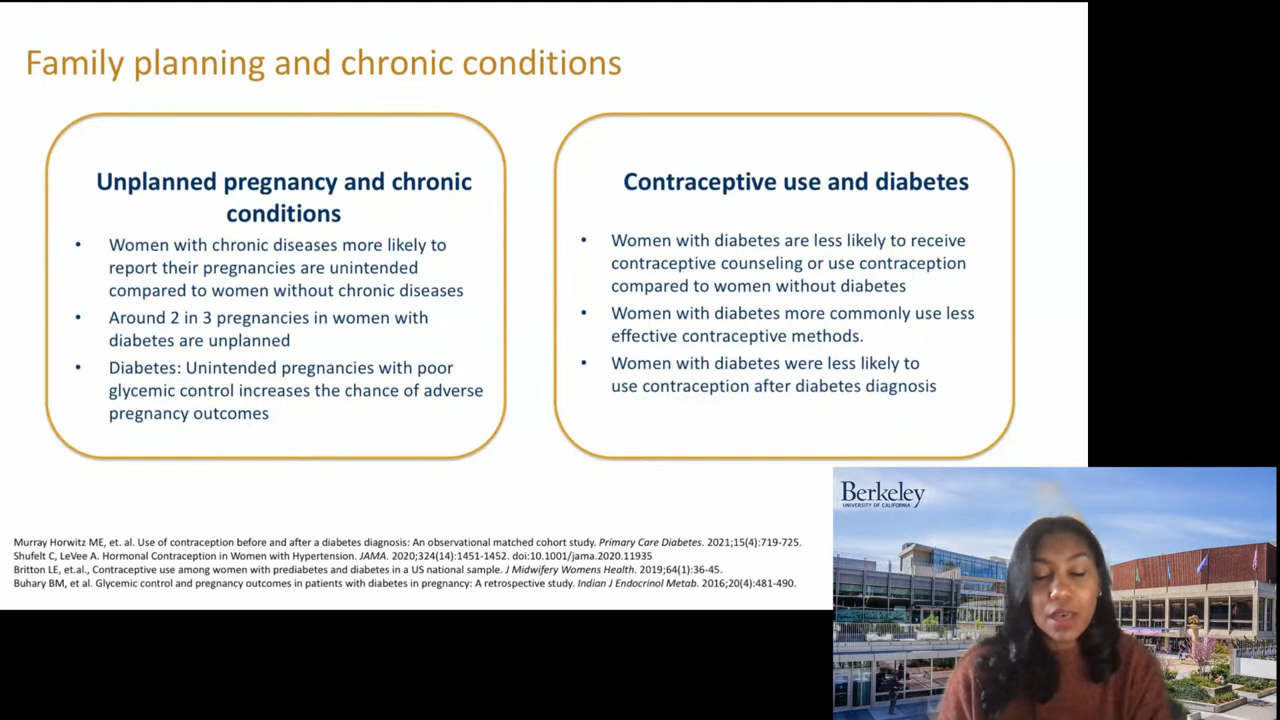 Family planning and chronic conditions
Unplanned pregnancy and chronic
conditions
• Women with chronic diseases more likely to
report their pregnancies are unintended
compared to women without chronic diseases
• Around 2 in 3 pregnancies in women with
diabetes are unplanned
• Diabetes: Unintended pregnancies with poor
glycemic control increases the chance of adverse
pregnancy outcomes
Contraceptive use and diabetes
• Women with diabetes are less likely to receive
contraceptive counseling or use contraception
compared to women without diabetes
• Women with diabetes more commonly use less
effective contraceptive methods.
• Women with diabetes were less likely to
use contraception after diabetes diagnosis
Murray Horwitz ME, et. al. Use of contraception before and after a diabetes diagnosis: An observational matched cohort study. Primary Care Diabetes. 2021;15(4):719-725.
Shufelt C, LeVee A. Hormonal Contraception in Women with Hypertension. JAMA. 2020;324(14):1451-1452. doi:10.1001/jama.2020.11935
Britton LE, et.al., Contraceptive use among women with prediabetes and diabetes in a US national sample. J Midwifery Womens Health. 2019;64(1):36-45.
Buhary BM, et al. Glycemic control and pregnancy outcomes in patients with diabetes in pregnancy: A retrospective study. Indian J Endocrinol Metab. 2016;20(4):481-490.
Berkeley
UNIVERSITY OF CALIFORNIA